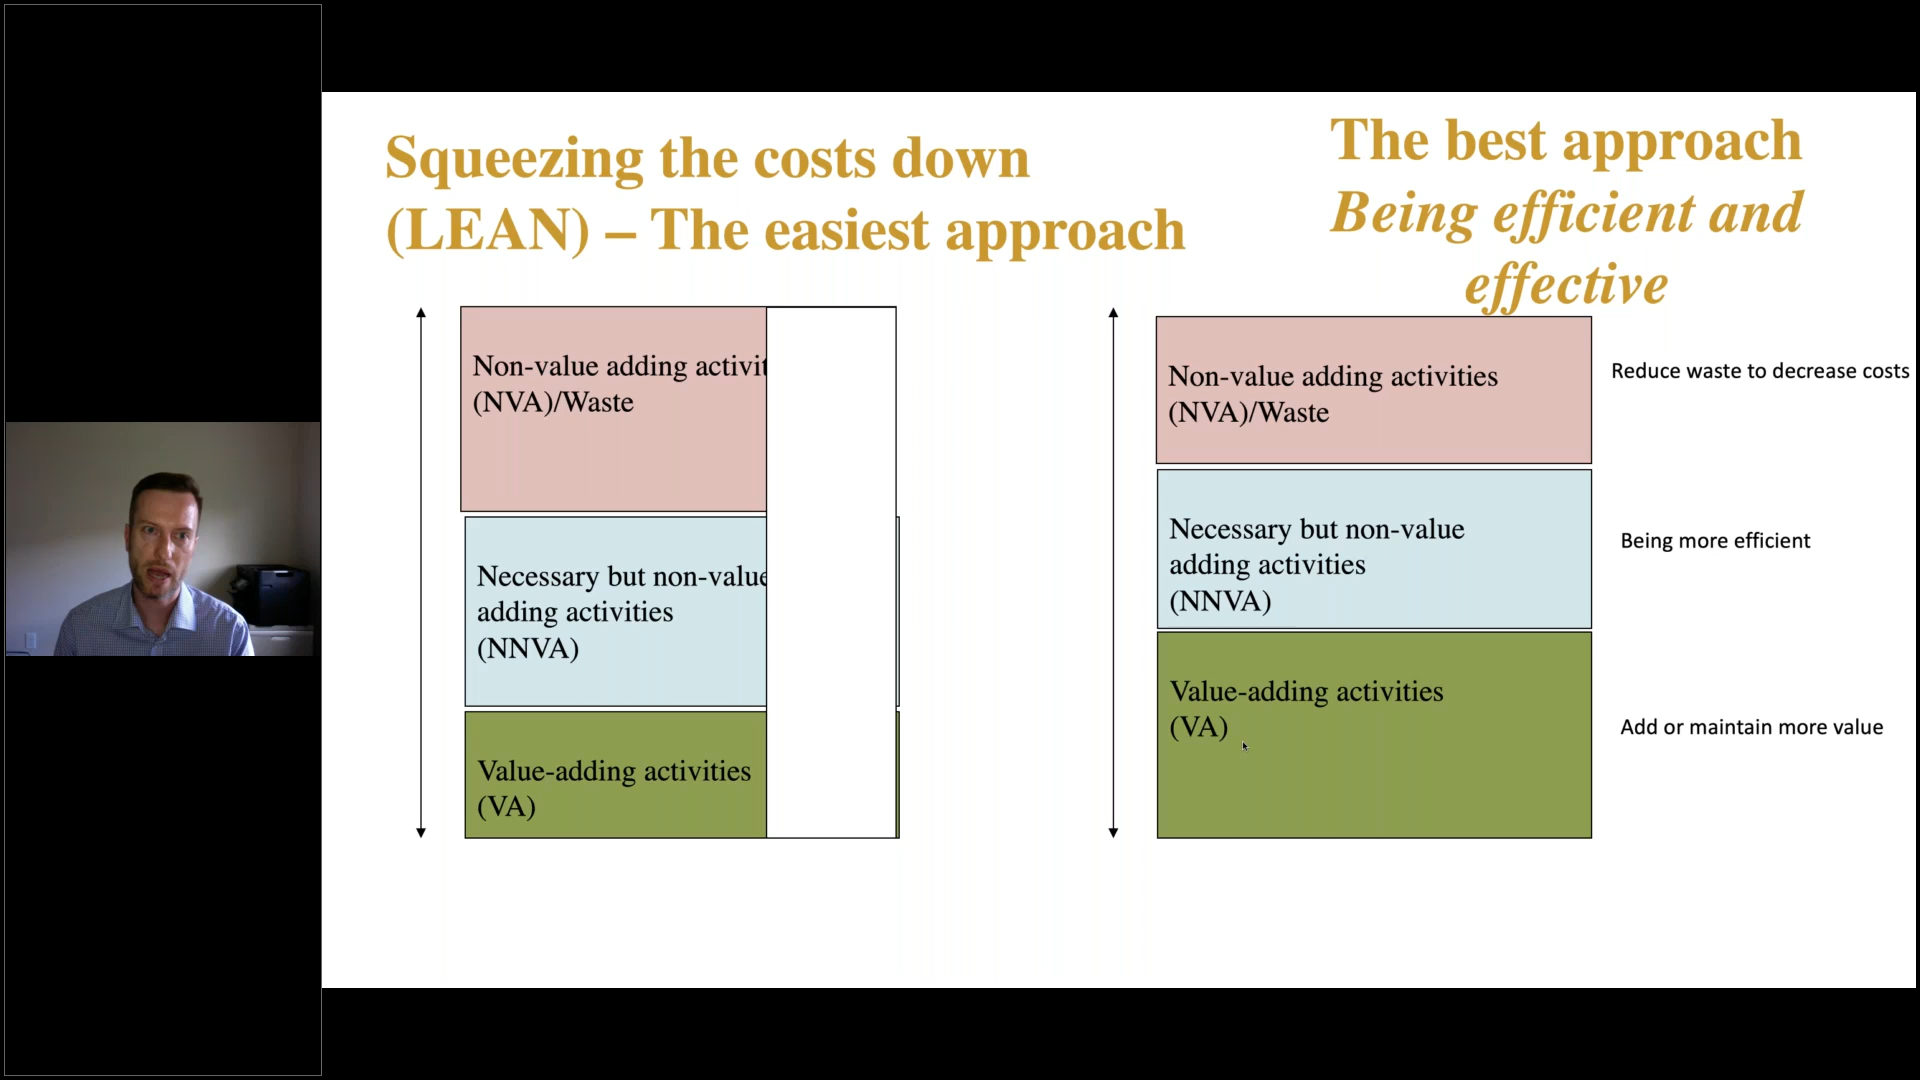 Squeezing the costs down
(LEAN) – The easiest approach
The best approach
Being efficient and
effective
Non-value adding activit
(NVA)/Waste
Necessary but non-value
adding activities
(NNVA)
Value-adding activities
(VA)
Non-value adding activities
(NVA)/Waste
Reduce waste to decrease costs
Necessary but non-value
adding activities
(NNVA)
Being more efficient
Value-adding activities
(VA)
Add or maintain more value